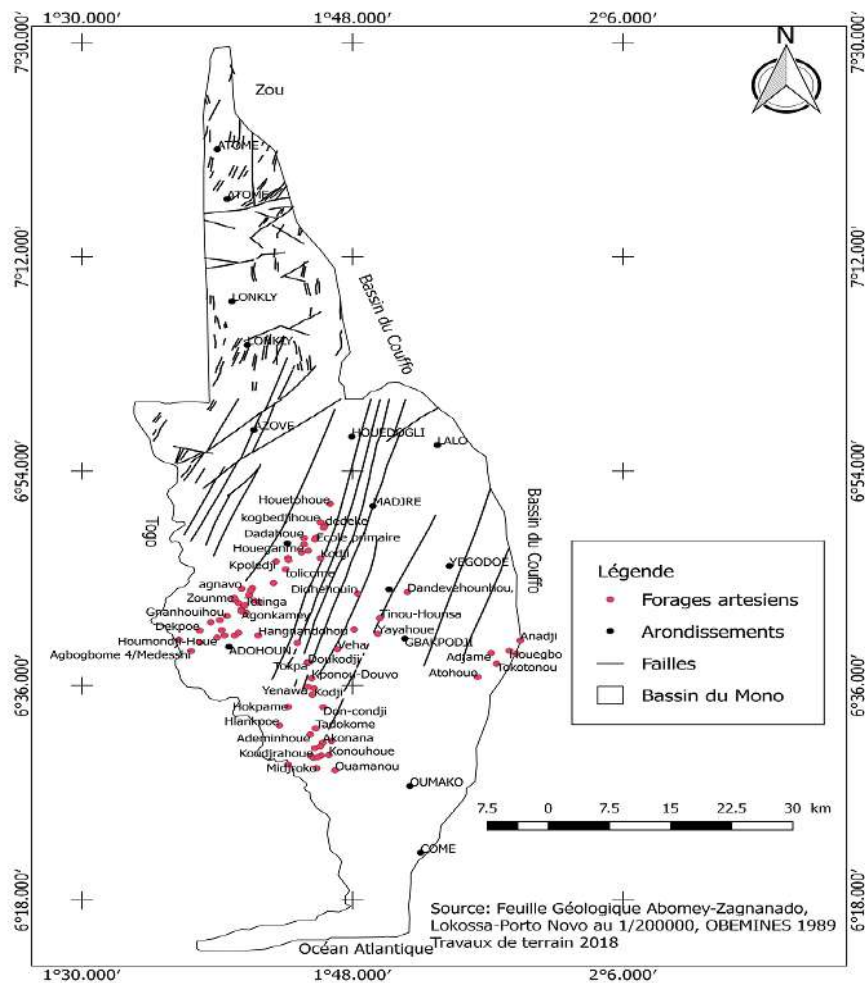 1°30.000′ 1°48.000′ 2°6.000′
7°30.000′ 7°30.000′
N
Zou
ATOME
ATOME
7°12.000′ 7°12.000′
Bassin du Couffo
LONKLY
LONKLY
AZOVE
HOUEDOGLI
LALO
6°54.000′ 6°54.000′
Togo
Bassin du Couffo
Houetohoue
MADJRE
kogbedjihoue
dedeke
Dadahoue
Ecole primaire
Houeganme
Kodji
Kpoledji
tolicome
YEGODOE
agnavo
Diohehouin
Dandevehounhou,
Zounme
Jotinga
Gnanhouihou
Agonkamey
Tinou-Hounsa
Dekpoe
Hangnandohou
Yayahoue
Houmondji-Houe
Veha
GBAKPODJI
Anadji
Agbogbome 4/Medesshi
ADOHOUN
Doukodji
Adjame
Houegbo
Tokpa
Tokotonou
Kponou-Douvo
Atohoue
6°36.000′ 6°36.000′
Yenawa
Kodji
Hokpame
Don-condji
Hlankpoe
Tadokome
Ademinhoue
Akonana
Koudjrahoue
Konouhoue
Midjroko
Ouamanou
OUMAKO
COME
Légende
Forages artesiens
Arondissements
Failles
Bassin du Mono
7.5 0 7.5 15 22.5 30 km
6°18.000′ 6°18.000′
Source: Feuille Géologique Abomey-Zagnanado,
Lokossa-Porto Novo au 1/200000, OBEMINES 1989
Travaux de terrain 2018
Océan Atlantique
1°30.000′ 1°48.000′ 2°6.000′